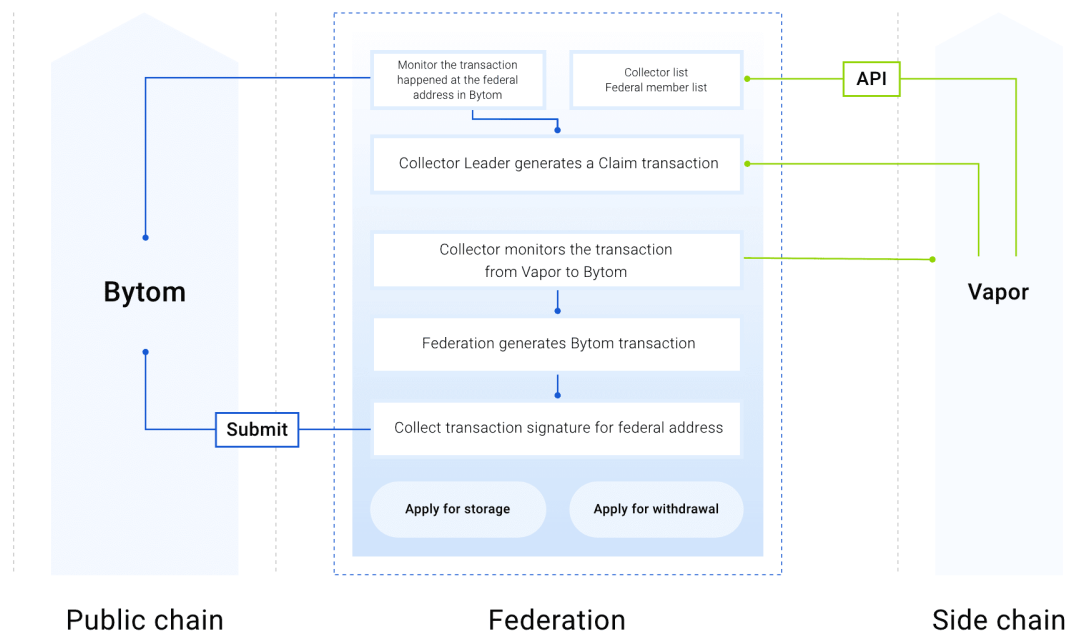 Monitor the transaction
happened at the federal
address in Bytom
Collector list
Federal member list
API
Collector Leader generates a Claim transaction
Collector monitors the transaction
from Vapor to Bytom
Bytom
Vapor
Federation generates Bytom transaction
Submit
Collect transaction signature for federal address
Apply for storage
Apply for withdrawal
Public chain
Federation
Side chain